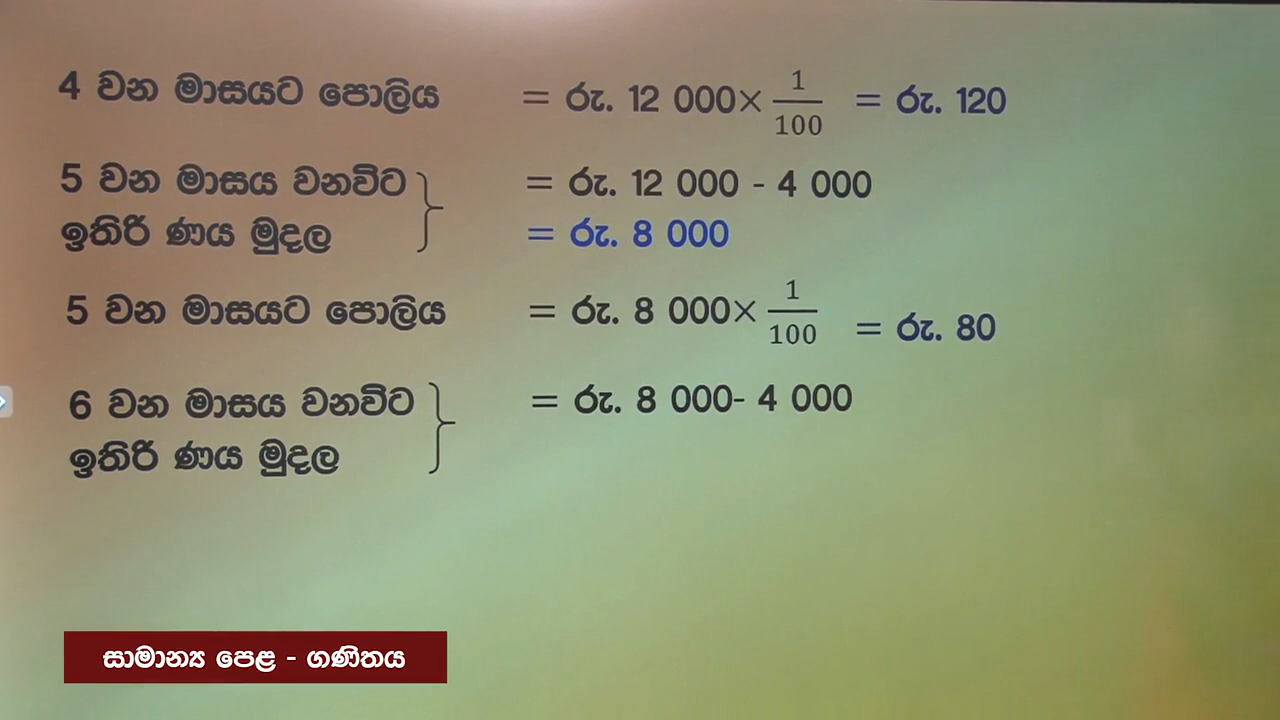 4 වන මාසයට පොලිය = රු. 12 000× 1/100 = රු. 120
5 වන මාසය වනවිට = රු. 12 000 - 4 000
ඉතිරි ණය මුදල = රු. 8 000
5 වන මාසයට පොලිය = රු. 8 000× 1/100 = රු. 80
6 වන මාසය වනවිට = රු. 8 000- 4 000
ඉතිරි ණය මුදල
සාමාන්‍ය පෙළ - ගණිතය